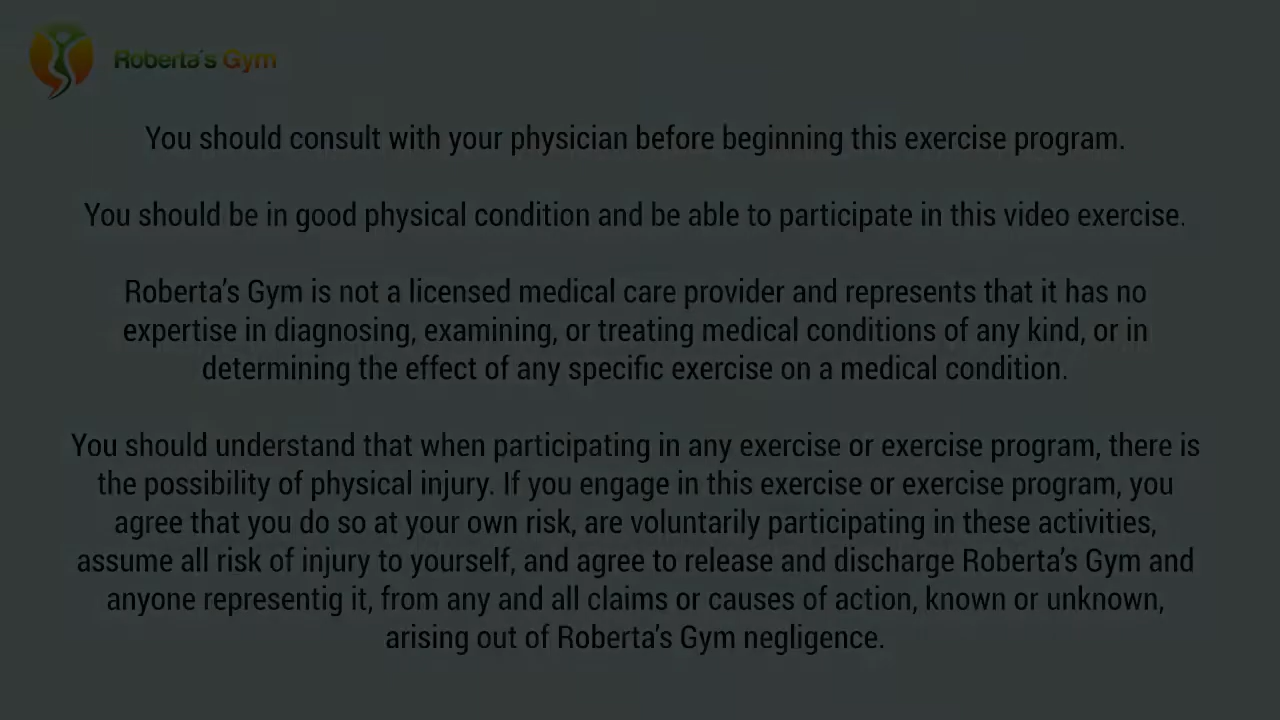 Roberta's Gym
You should consult with your physician before beginning this exercise program.
You should be in good physical condition and be able to participate in this video exercise.
Roberta's Gym is not a licensed medical care provider and represents that it has no
expertise in diagnosing, examining, or treating medical conditions of any kind, or in
determining the effect of any specific exercise on a medical condition.
You should understand that when participating in any exercise or exercise program, there is
the possibility of physical injury. If you engage in this exercise or exercise program, you
agree that you do so at your own risk, are voluntarily participating in these activities,
assume all risk of injury to yourself, and agree to release and discharge Roberta's Gym and
anyone representig it, from any and all claims or causes of action, known or unknown,
arising out of Roberta's Gym negligence.